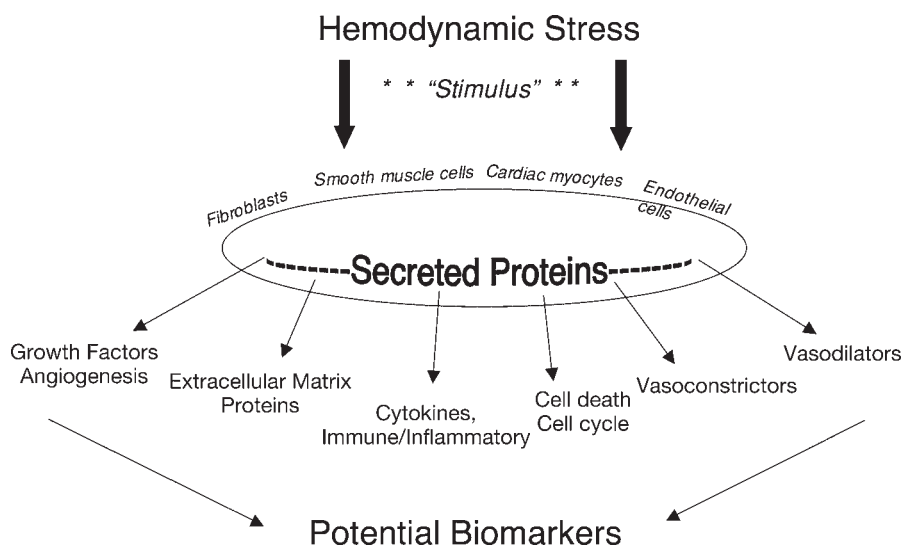 Hemodynamic Stress
* * “Stimulus” * *
Fibroblasts
Smooth muscle cells
Cardiac myocytes
Endothelial
cells
Secreted Proteins
Growth Factors
Angiogenesis
Extracellular Matrix
Proteins
Cytokines,
Immune/Inflammatory
Cell death
Cell cycle
Vasoconstrictors
Vasodilators
Potential Biomarkers